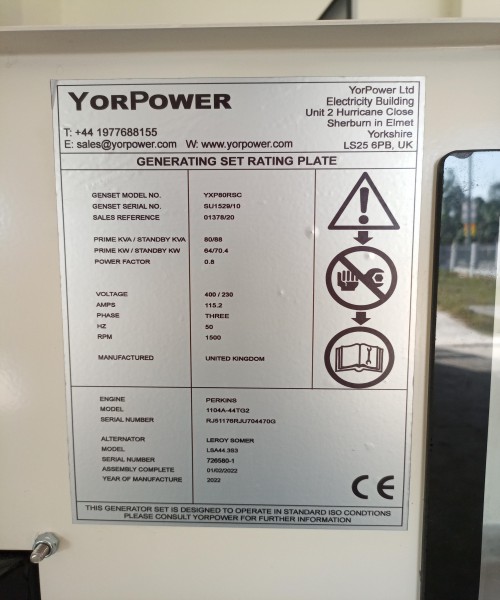 YORPOWER
T: +44 1977688155
E: sales@yorpower.com W: www.yorpower.com
YorPower Ltd
Electricity Building
Unit 2 Hurricane Close
Sherburn in Elmet
Yorkshire
LS25 6PB, UK
GENERATING SET RATING PLATE
GENSET MODEL NO. YXP80RSC
GENSET SERIAL NO. SU1529/10
SALES REFERENCE 01378/20
PRIME KVA / STANDBY KVA 80/88
PRIME KW / STANDBY KW 64/70.4
POWER FACTOR 0.8
VOLTAGE 400 / 230
AMPS 115.2
PHASE THREE
HZ 50
RPM 1500
MANUFACTURED UNITED KINGDOM
ENGINE PERKINS
MODEL 1104A-44TG2
SERIAL NUMBER RJ51176RJU704470G
ALTERNATOR LEROY SOMER
MODEL LSA44.3S3
SERIAL NUMBER 726580-1
ASSEMBLY COMPLETE 01/02/2022
YEAR OF MANUFACTURE 2022
CE
THIS GENERATOR SET IS DESIGNED TO OPERATE IN STANDARD ISO CONDTIONS
PLEASE CONSULT YORPOWER FOR FURTHER INFORMATION